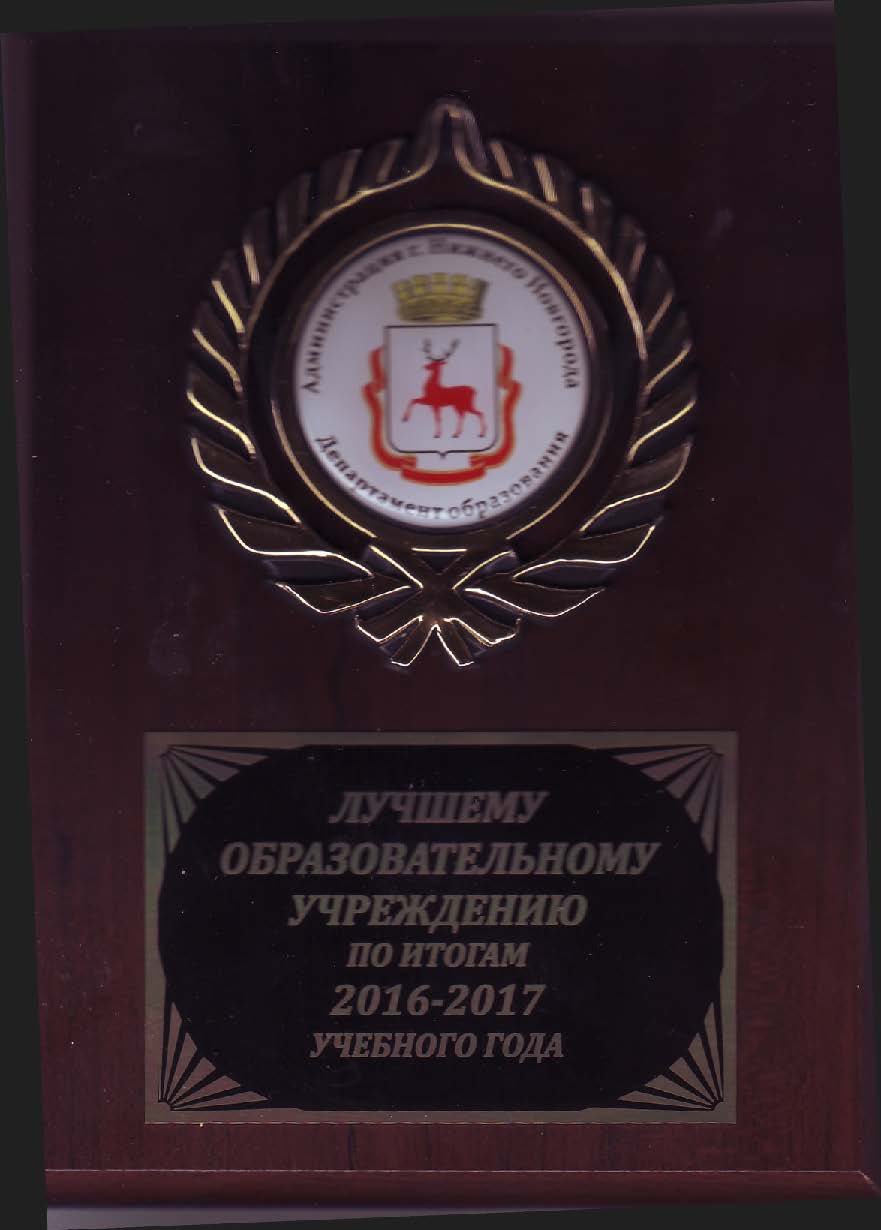 Администрация г. Нижнего Новгорода
Департамент образования
ЛУЧШЕМУ
ОБРАЗОВАТЕЛЬНОМУ
УЧРЕЖДЕНИЮ
ПО ИТОГАМ
2016-2017
УЧЕБНОГО ГОДА